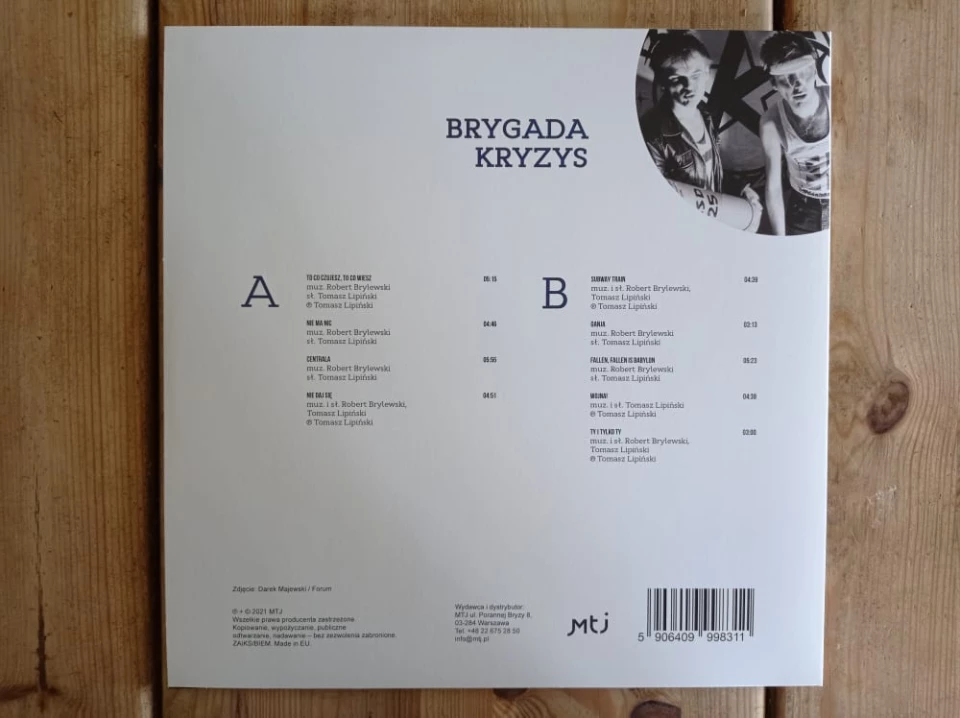 BRYGADA
KRYZYS
A
TO CO CZUJESZ, TO CO WIESZ 05:15
muz. Robert Brylewski
sł. Tomasz Lipiński
℗ Tomasz Lipiński
NIE MA NIC 04:46
muz. Robert Brylewski
sł. Tomasz Lipiński
CENTRALA 05:55
muz. Robert Brylewski
sł. Tomasz Lipiński
NIE DAJ SIĘ 04:51
muz. i sł. Robert Brylewski,
Tomasz Lipiński
℗ Tomasz Lipiński
B
SUBWAY TRAIN 04:39
muz. i sł. Robert Brylewski,
Tomasz Lipiński
℗ Tomasz Lipiński
GANJA 03:13
muz. Robert Brylewski
sł. Tomasz Lipiński
FALLEN, FALLEN IS BABYLON 05:23
muz. Robert Brylewski
sł. Tomasz Lipiński
WOJNA! 04:38
muz. i sł. Tomasz Lipiński
℗ Tomasz Lipiński
TY I TYLKO TY 03:00
muz. i sł. Robert Brylewski,
Tomasz Lipiński
℗ Tomasz Lipiński
Zdjęcie: Darek Majewski / Forum
℗ + © 2021 MTJ
Wszelkie prawa producenta zastrzeżone.
Kopiowanie, wypożyczanie, publiczne
odtwarzanie, nadawanie – bez zezwolenia zabronione.
ZAiKS/BIEM. Made in EU.
Wydawca i dystrybutor:
MTJ ul. Porannej Bryzy 8,
03-284 Warszawa
Tel. +48 22 675 28 50
info@mtj.pl
mtj
5 906409 998311